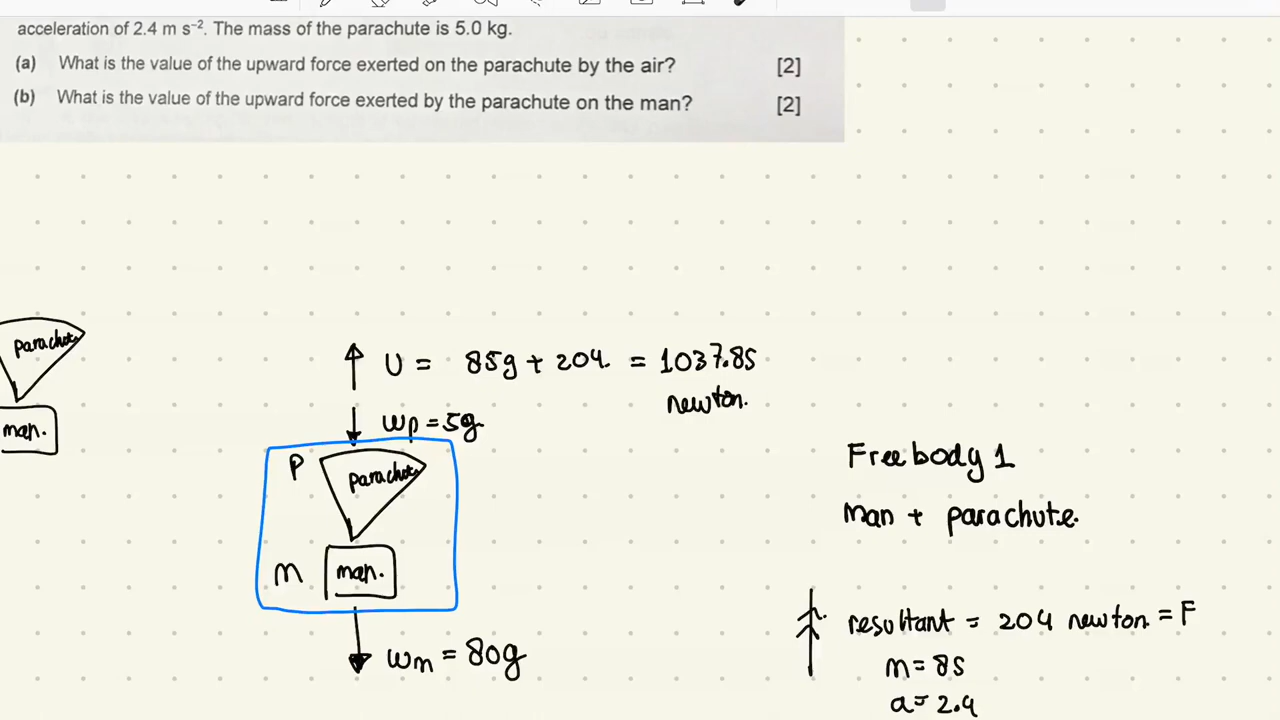 acceleration of 2.4 m s⁻². The mass of the parachute is 5.0 kg.
(a) What is the value of the upward force exerted on the parachute by the air? [2]
(b) What is the value of the upward force exerted by the parachute on the man? [2]
parachute
man.
U = 85g + 204. = 1037.85
newton.
wp = 5g
P
parachute
M
man.
wm = 80g
Free body 1
man + parachute.
resultant = 204 newton = F
m = 85
a = 2.4